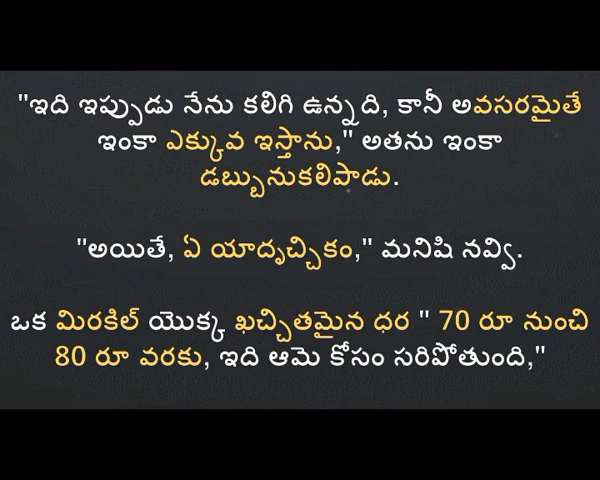 "ఇది ఇప్పుడు నేను కలిగి ఉన్నది, కానీ అవసరమైతే
ఇంకా ఎక్కువ ఇస్తాను," అతను ఇంకా
డబ్బునుకలిపాడు.
"అయితే, ఏ యాదృచ్చికం," మనిషి నవ్వి.
ఒక మిరకిల్ యొక్క ఖచ్చితమైన ధర " 70 రూ నుంచి
80 రూ వరకు, ఇది ఆమె కోసం సరిపోతుంది,"